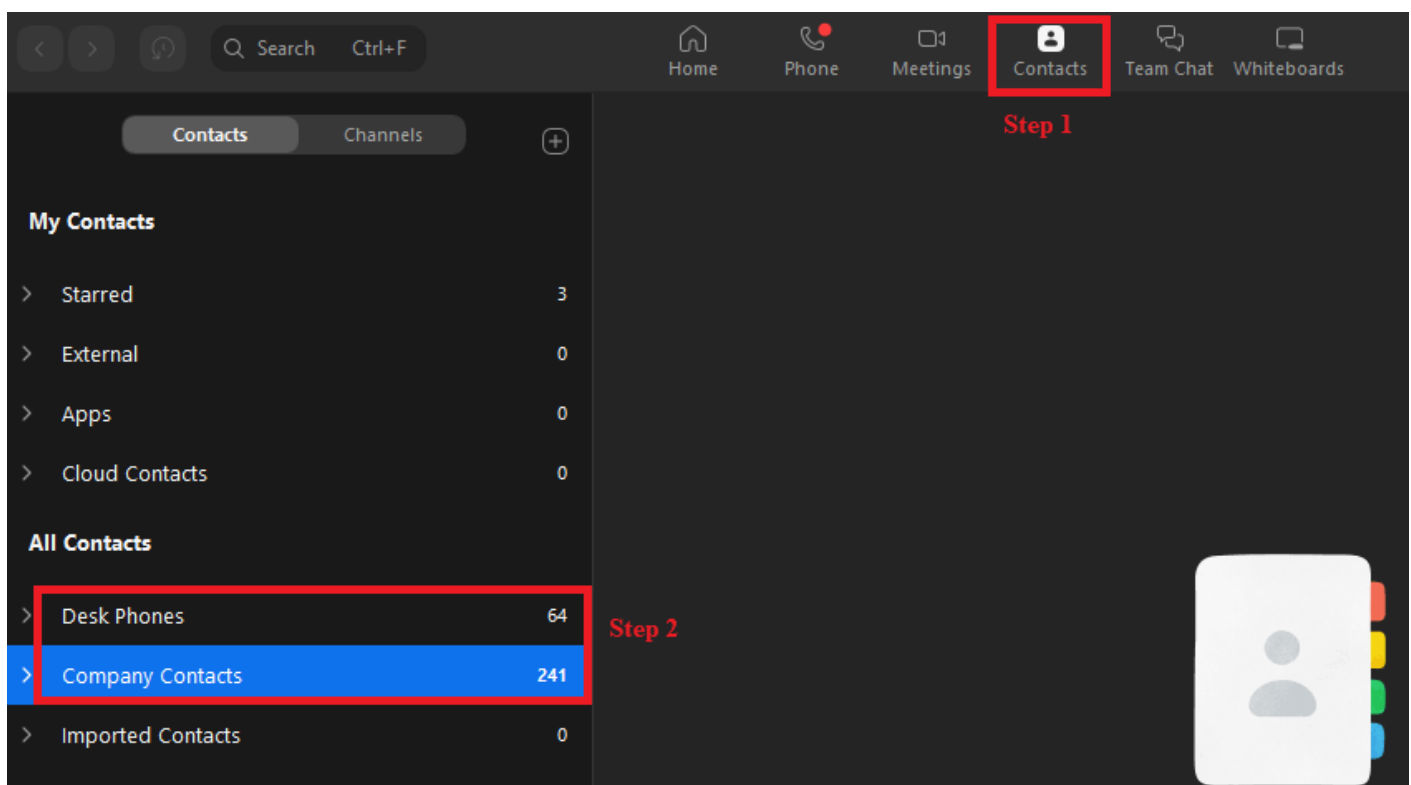 Search Ctrl+F
Home Phone Meetings Contacts Team Chat Whiteboards
Step 1
Contacts Channels
My Contacts
Starred 3
External 0
Apps 0
Cloud Contacts 0
All Contacts
Desk Phones 64
Step 2
Company Contacts 241
Imported Contacts 0